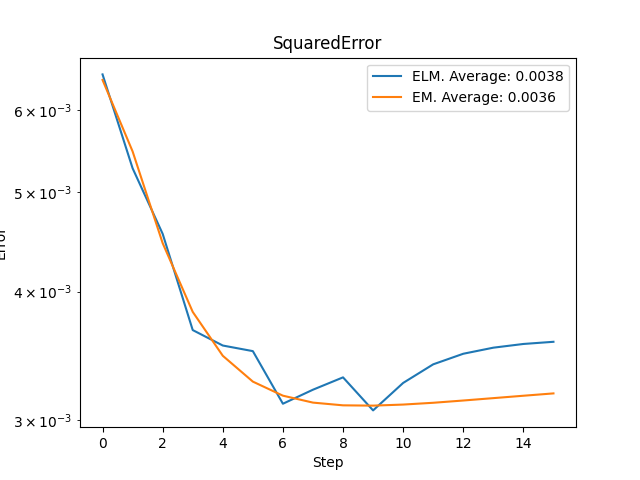 SquaredError
ELM. Average: 0.0038
EM. Average: 0.0036
6 × 10⁻³
5 × 10⁻³
4 × 10⁻³
3 × 10⁻³
Error
0 2 4 6 8 10 12 14
Step